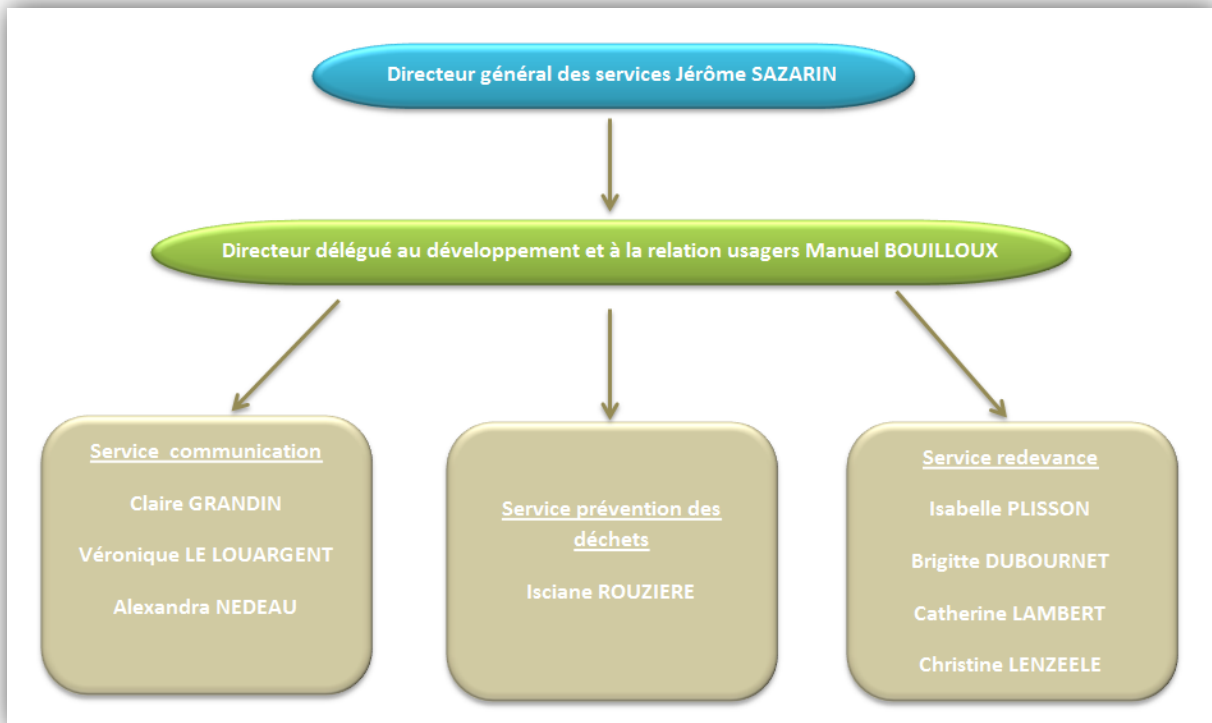 Directeur général des services Jérôme SAZARIN
Directeur délégué au développement et à la relation usagers Manuel BOUILLOUX
Service communication
Claire GRANDIN
Véronique LE LOUARGENT
Alexandra NEDEAU
Service prévention des
déchets
Isciane ROUZIERE
Service redevance
Isabelle PLISSON
Brigitte DUBOURNET
Catherine LAMBERT
Christine LENZEELE